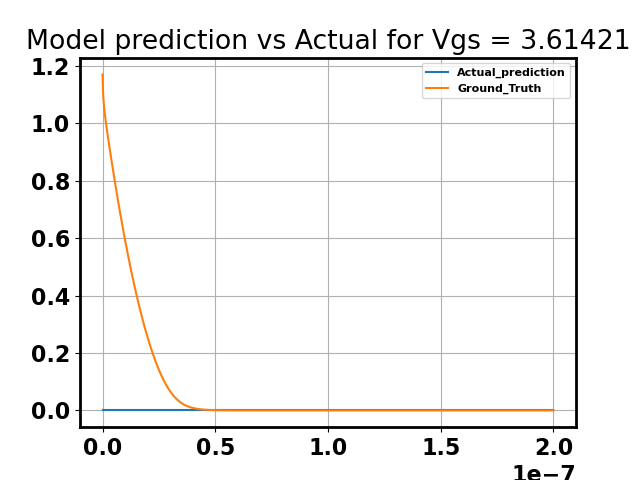 Model prediction vs Actual for Vgs = 3.61421
Actual_prediction
Ground_Truth
1.2
1.0
0.8
0.6
0.4
0.2
0.0
0.0 0.5 1.0 1.5 2.0
1e−7